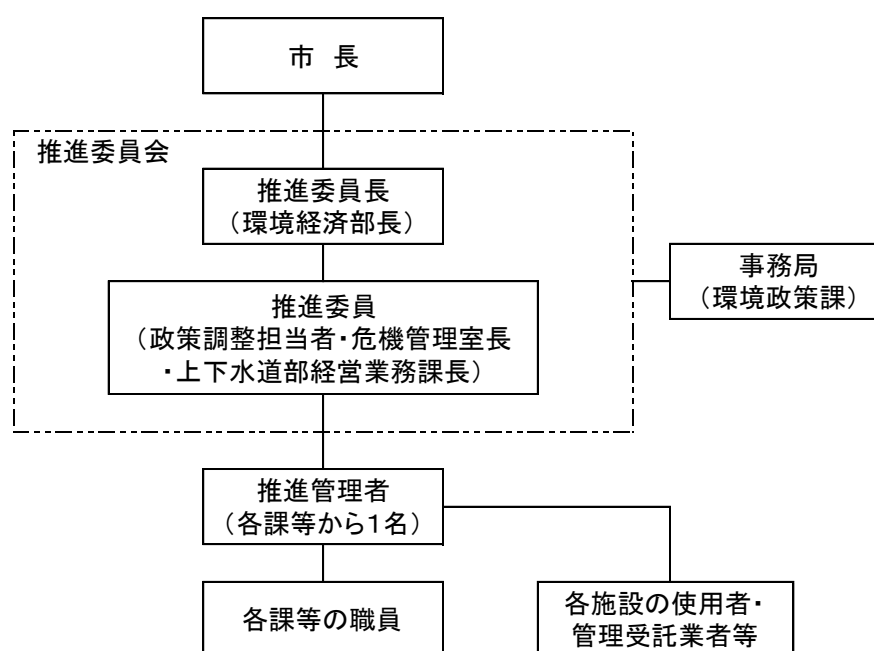 市 長
推進委員会
推進委員長
（環境経済部長）
事務局
（環境政策課）
推進委員
（政策調整担当者・危機管理室長
・上下水道部経営業務課長）
推進管理者
（各課等から１名）
各課等の職員
各施設の使用者・
管理受託業者等